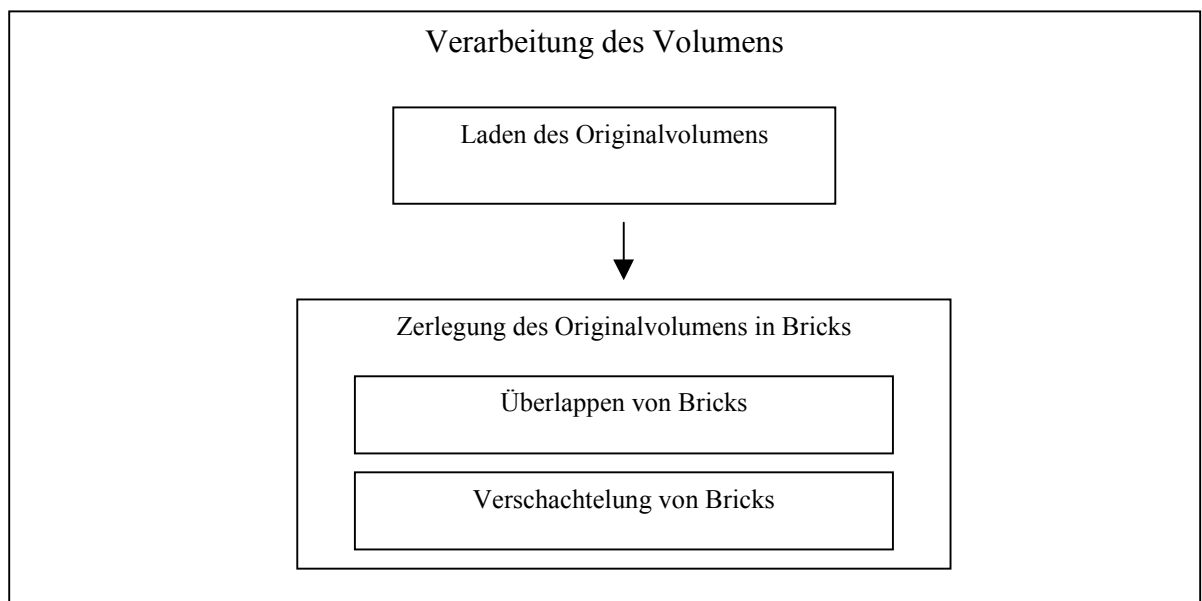 Verarbeitung des Volumens
Laden des Originalvolumens
Zerlegung des Originalvolumens in Bricks
Überlappen von Bricks
Verschachtelung von Bricks